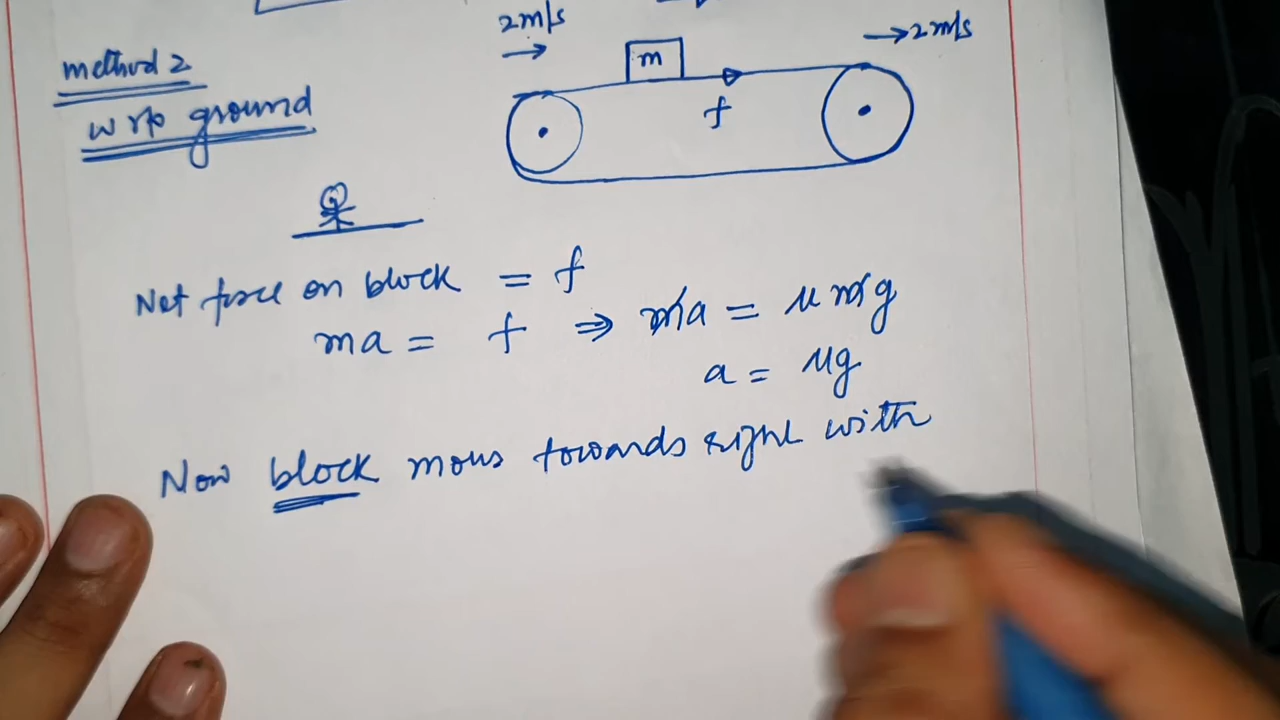 2m/s
→2m/s
method 2
m
w r to ground
f
Net force on block = f
ma = f ⇒ ma = μmg
a = μg
Now block moves towards right with